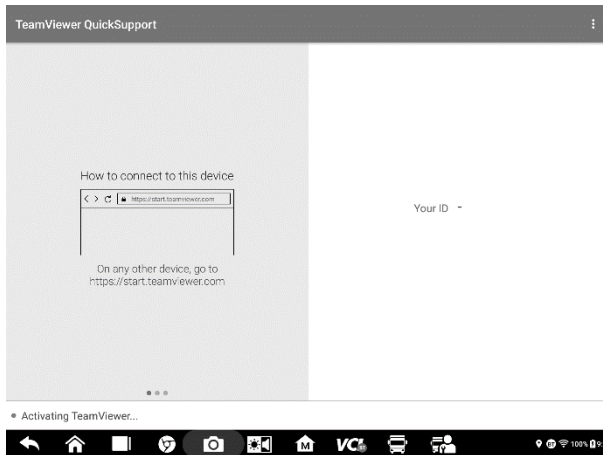 TeamViewer QuickSupport
How to connect to this device
https://start.teamviewer.com
On any other device, go to
https://start.teamviewer.com
Your ID -
Activating TeamViewer...
M VCI 100%